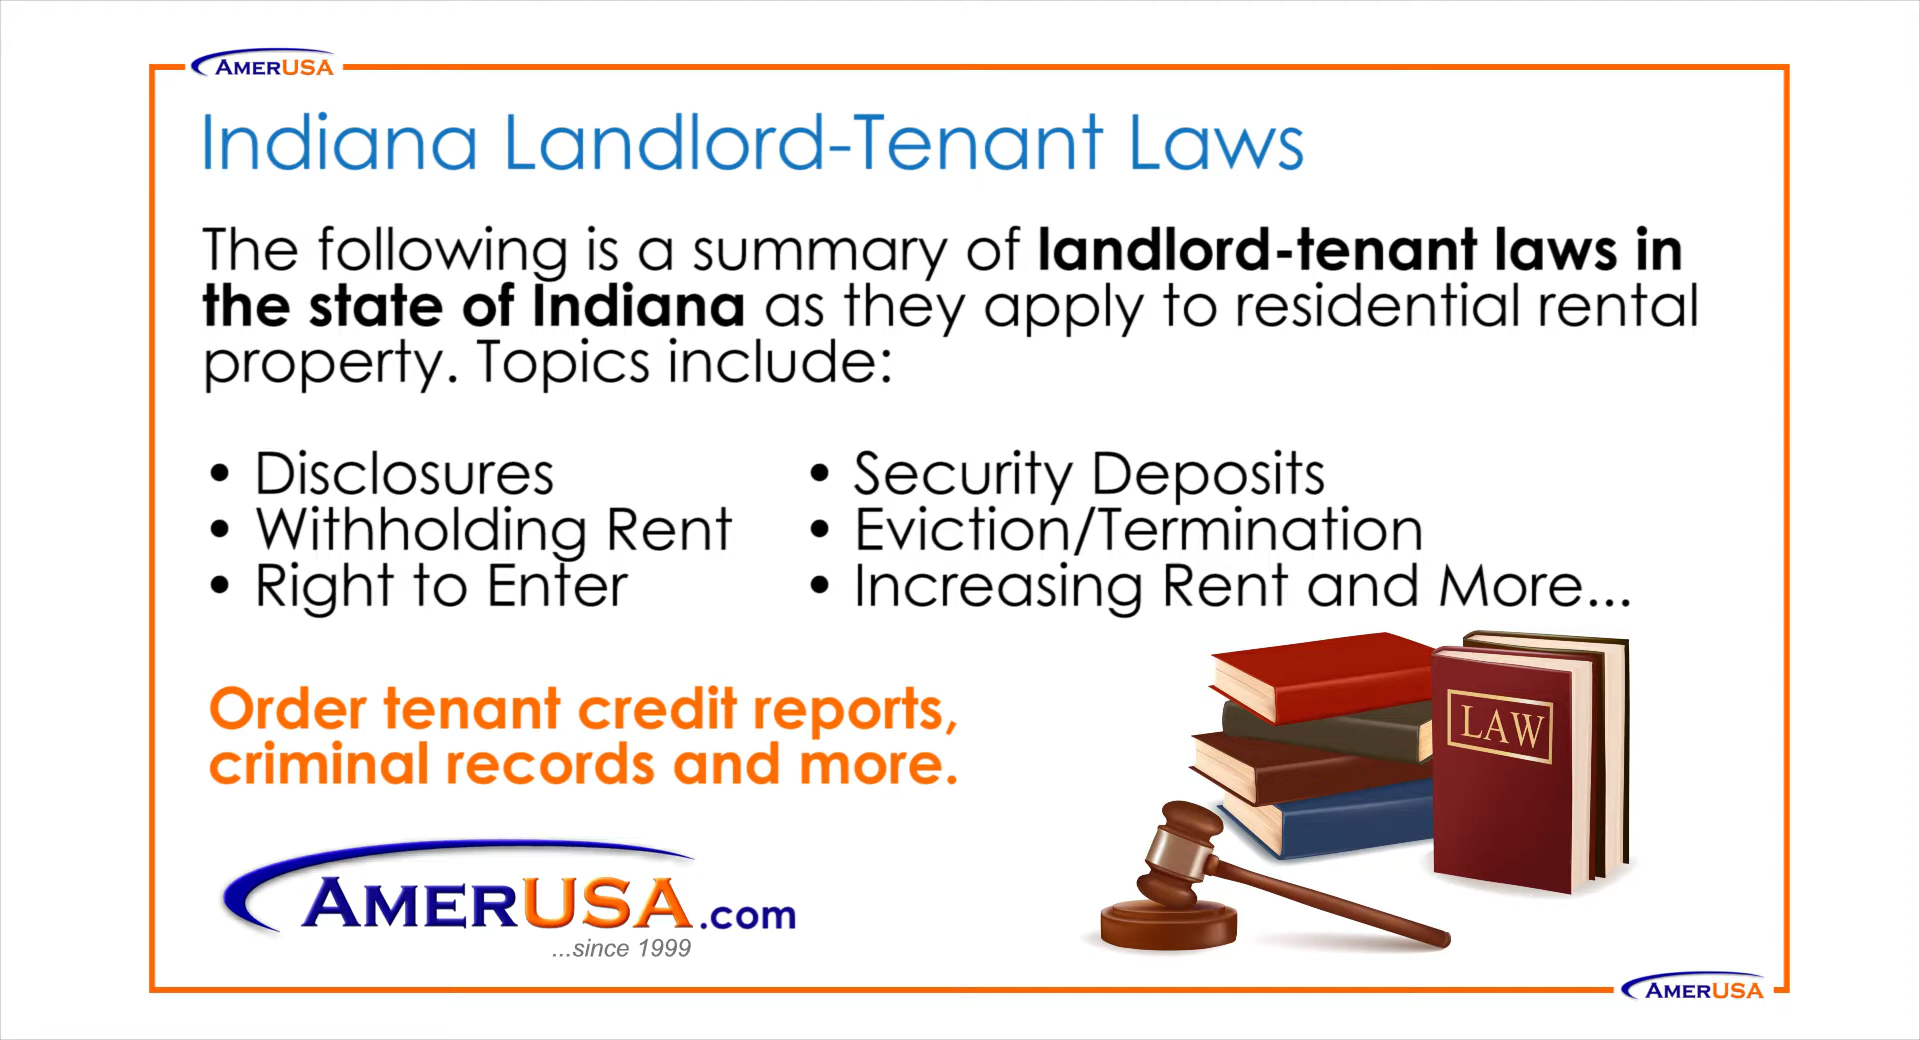 AMERUSA
Indiana Landlord-Tenant Laws
The following is a summary of landlord-tenant laws in
the state of Indiana as they apply to residential rental
property. Topics include:
• Disclosures
• Withholding Rent
• Right to Enter
• Security Deposits
• Eviction/Termination
• Increasing Rent and More...
Order tenant credit reports,
criminal records and more.
LAW
AMERUSA.com
...since 1999
AMERUSA